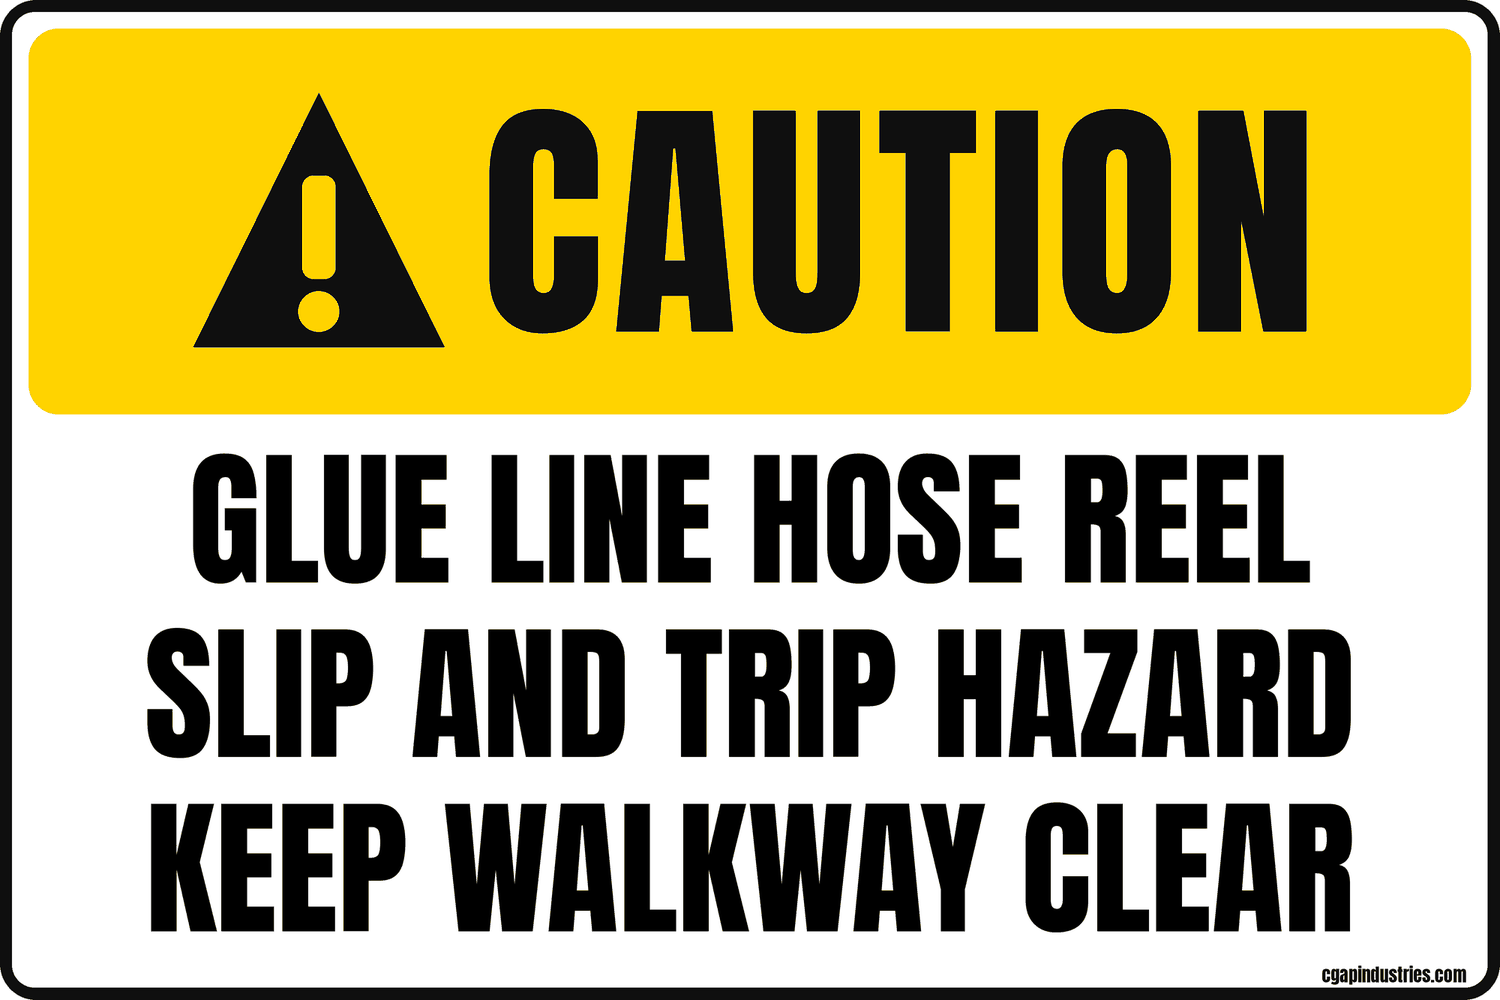 CAUTION
GLUE LINE HOSE REEL
SLIP AND TRIP HAZARD
KEEP WALKWAY CLEAR
cgapindustries.com